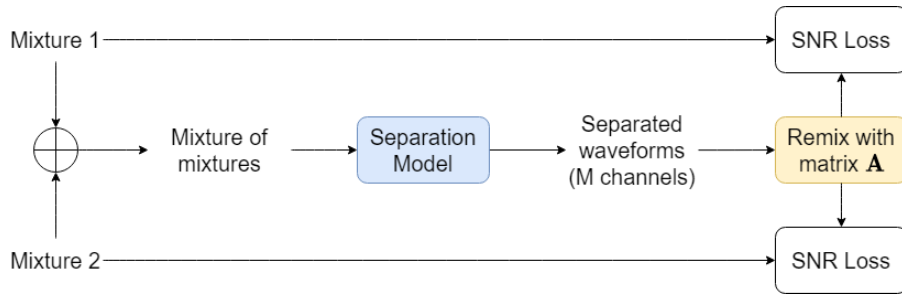 Mixture 1
SNR Loss
Mixture of
mixtures
Separation
Model
Separated
waveforms
(M channels)
Remix with
matrix A
Mixture 2
SNR Loss